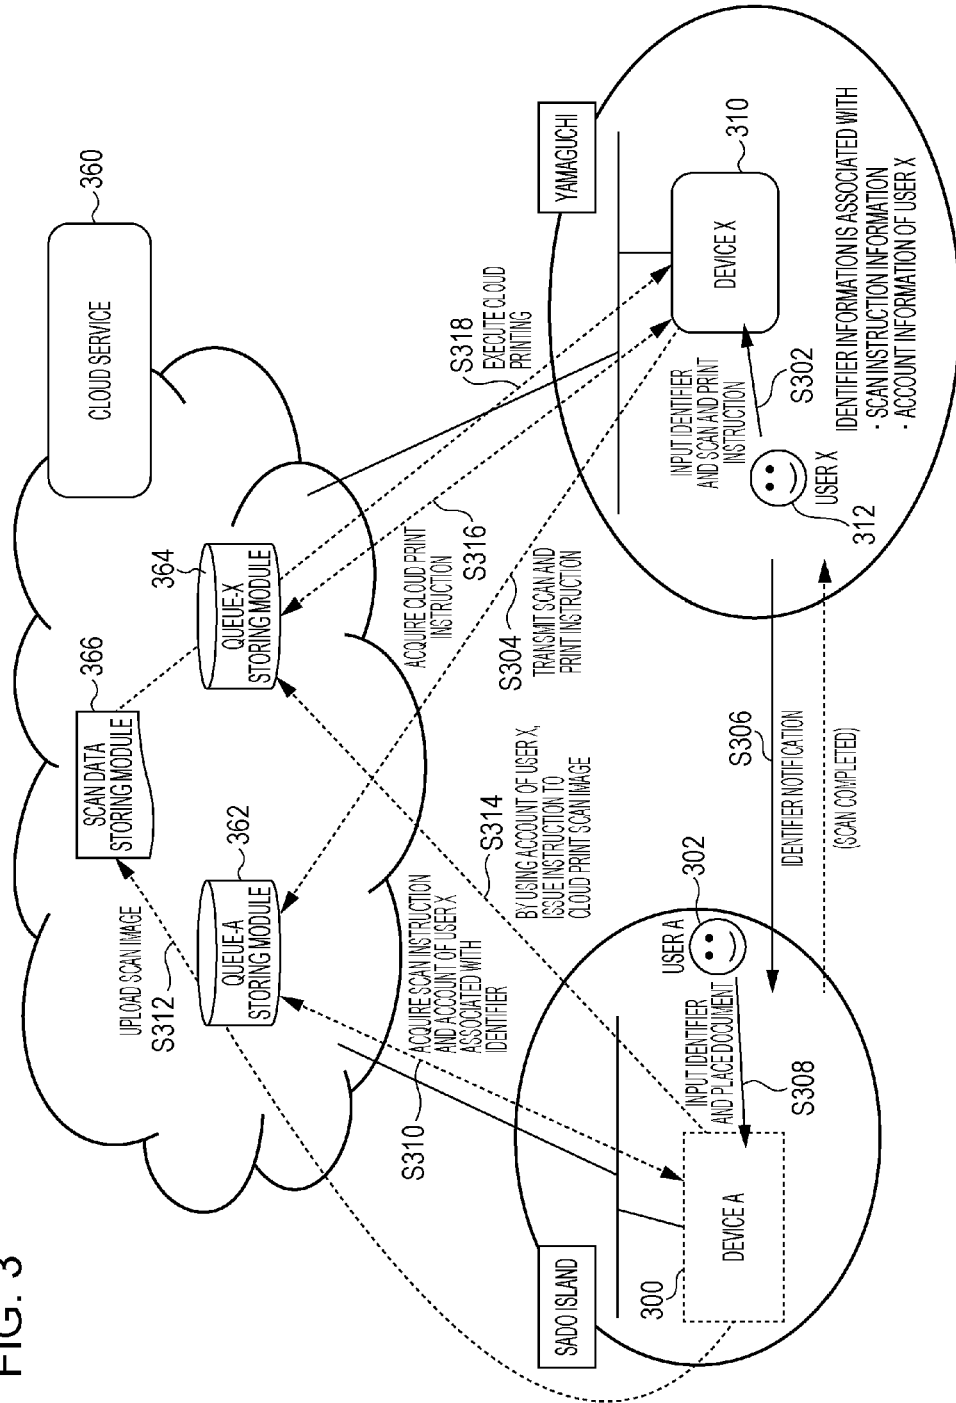 FIG. 3
CLOUD SERVICE
360
SCAN DATA
STORING MODULE
366
UPLOAD SCAN IMAGE
S312
QUEUE-A
STORING MODULE
362
QUEUE-X
STORING MODULE
364
S318
EXECUTE CLOUD
PRINTING
ACQUIRE CLOUD PRINT
INSTRUCTION
S316
S304
TRANSMIT SCAN AND
PRINT INSTRUCTION
S310
ACQUIRE SCAN INSTRUCTION
AND ACCOUNT OF USER X
ASSOCIATED WITH
IDENTIFIER
S314
BY USING ACCOUNT OF USER X,
ISSUE INSTRUCTION TO
CLOUD PRINT SCAN IMAGE
SADO ISLAND
300
DEVICE A
INPUT IDENTIFIER
AND PLACE DOCUMENT
S308
USER A
302
S306
IDENTIFIER NOTIFICATION
(SCAN COMPLETED)
YAMAGUCHI
DEVICE X
310
INPUT IDENTIFIER
AND SCAN AND PRINT
INSTRUCTION
S302
USER X
312
IDENTIFIER INFORMATION IS ASSOCIATED WITH
· SCAN INSTRUCTION INFORMATION
· ACCOUNT INFORMATION OF USER X